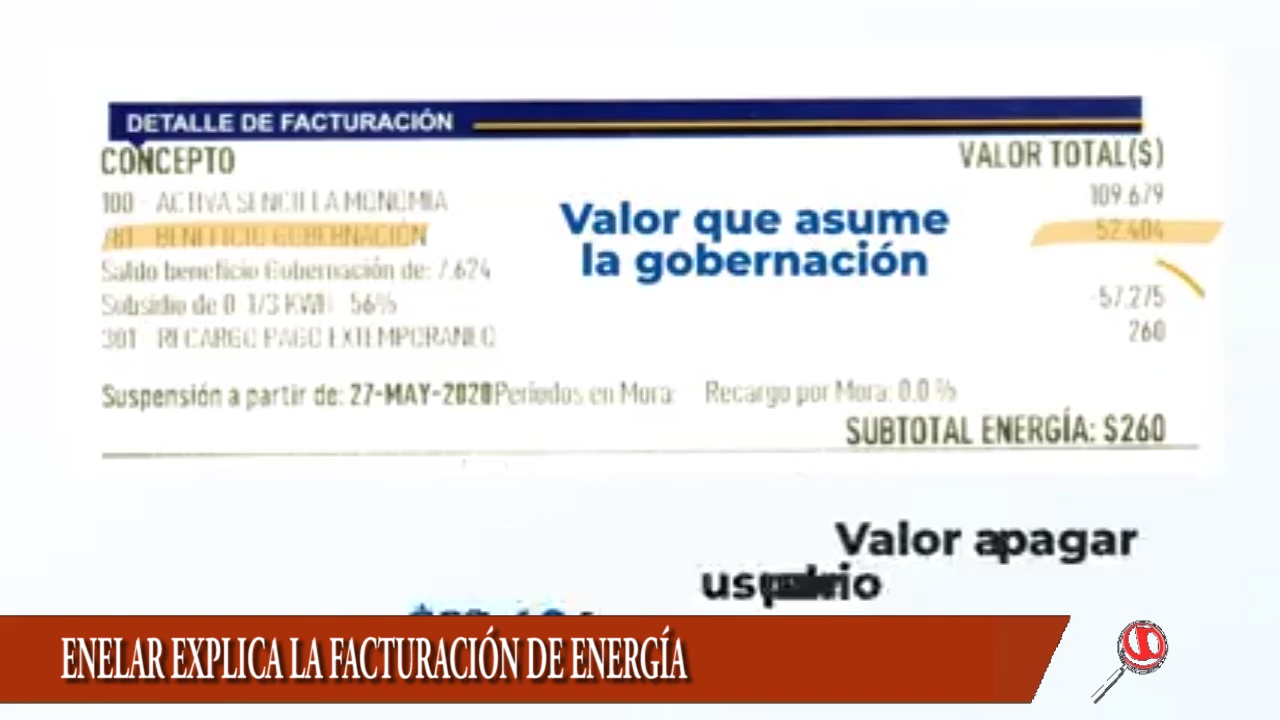 DETALLE DE FACTURACIÓN
CONCEPTO VALOR TOTAL($)
100 - ACTIVA SENCILLA MONOMIA 109.679
781 BENEFICIO GOBERNACIÓN 52.404
Valor que asume
la gobernación
Saldo beneficio Gobernación de: 7.624
Subsidio de 0 173 KWH 56% -57.275
301 RECARGO PAGO EXTEMPORANEO 260
Suspensión a partir de: 27-MAY-2020 Periodos en Mora: Recargo por Mora: 0.0 %
SUBTOTAL ENERGÍA: $260
Valor a pagar
ENELAR EXPLICA LA FACTURACIÓN DE ENERGÍA